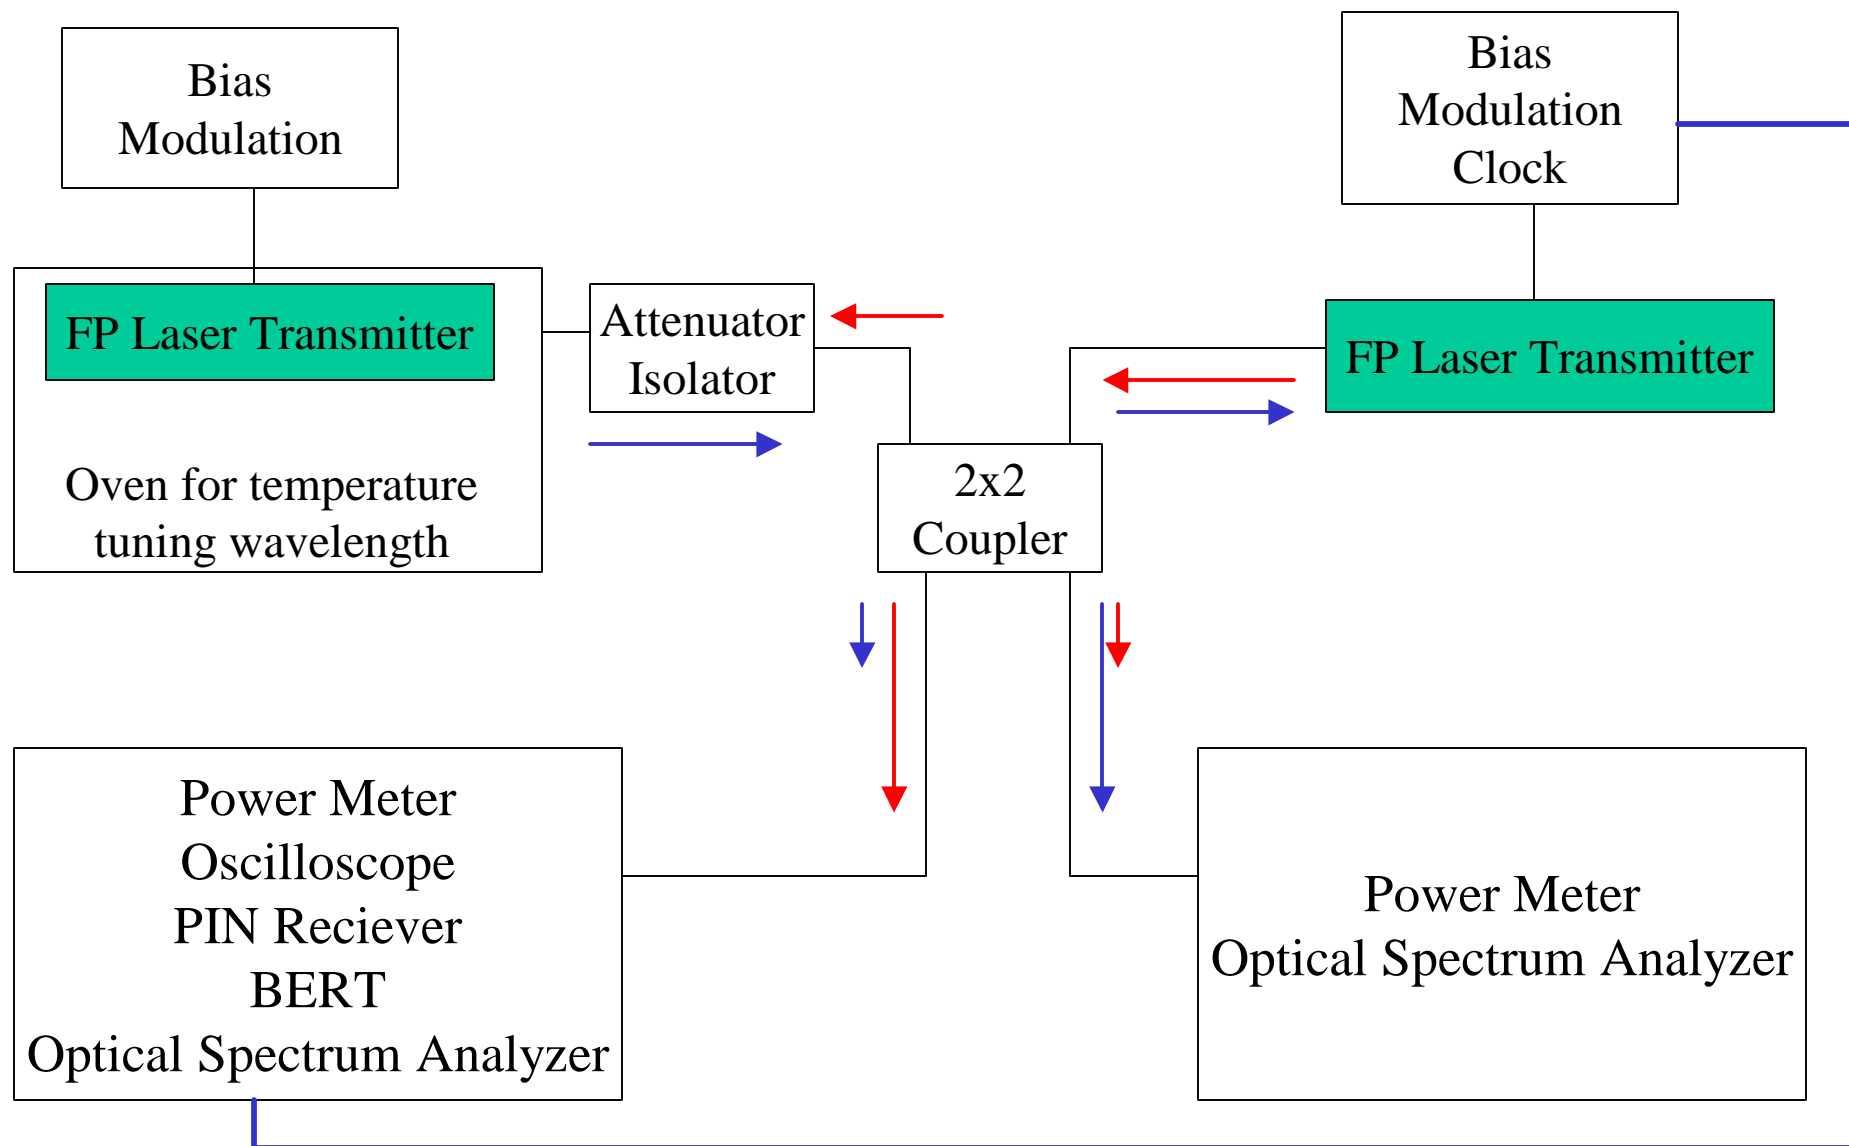 Bias
Modulation
Bias
Modulation
Clock
FP Laser Transmitter
Oven for temperature
tuning wavelength
Attenuator
Isolator
FP Laser Transmitter
2x2
Coupler
Power Meter
Oscilloscope
PIN Reciever
BERT
Optical Spectrum Analyzer
Power Meter
Optical Spectrum Analyzer